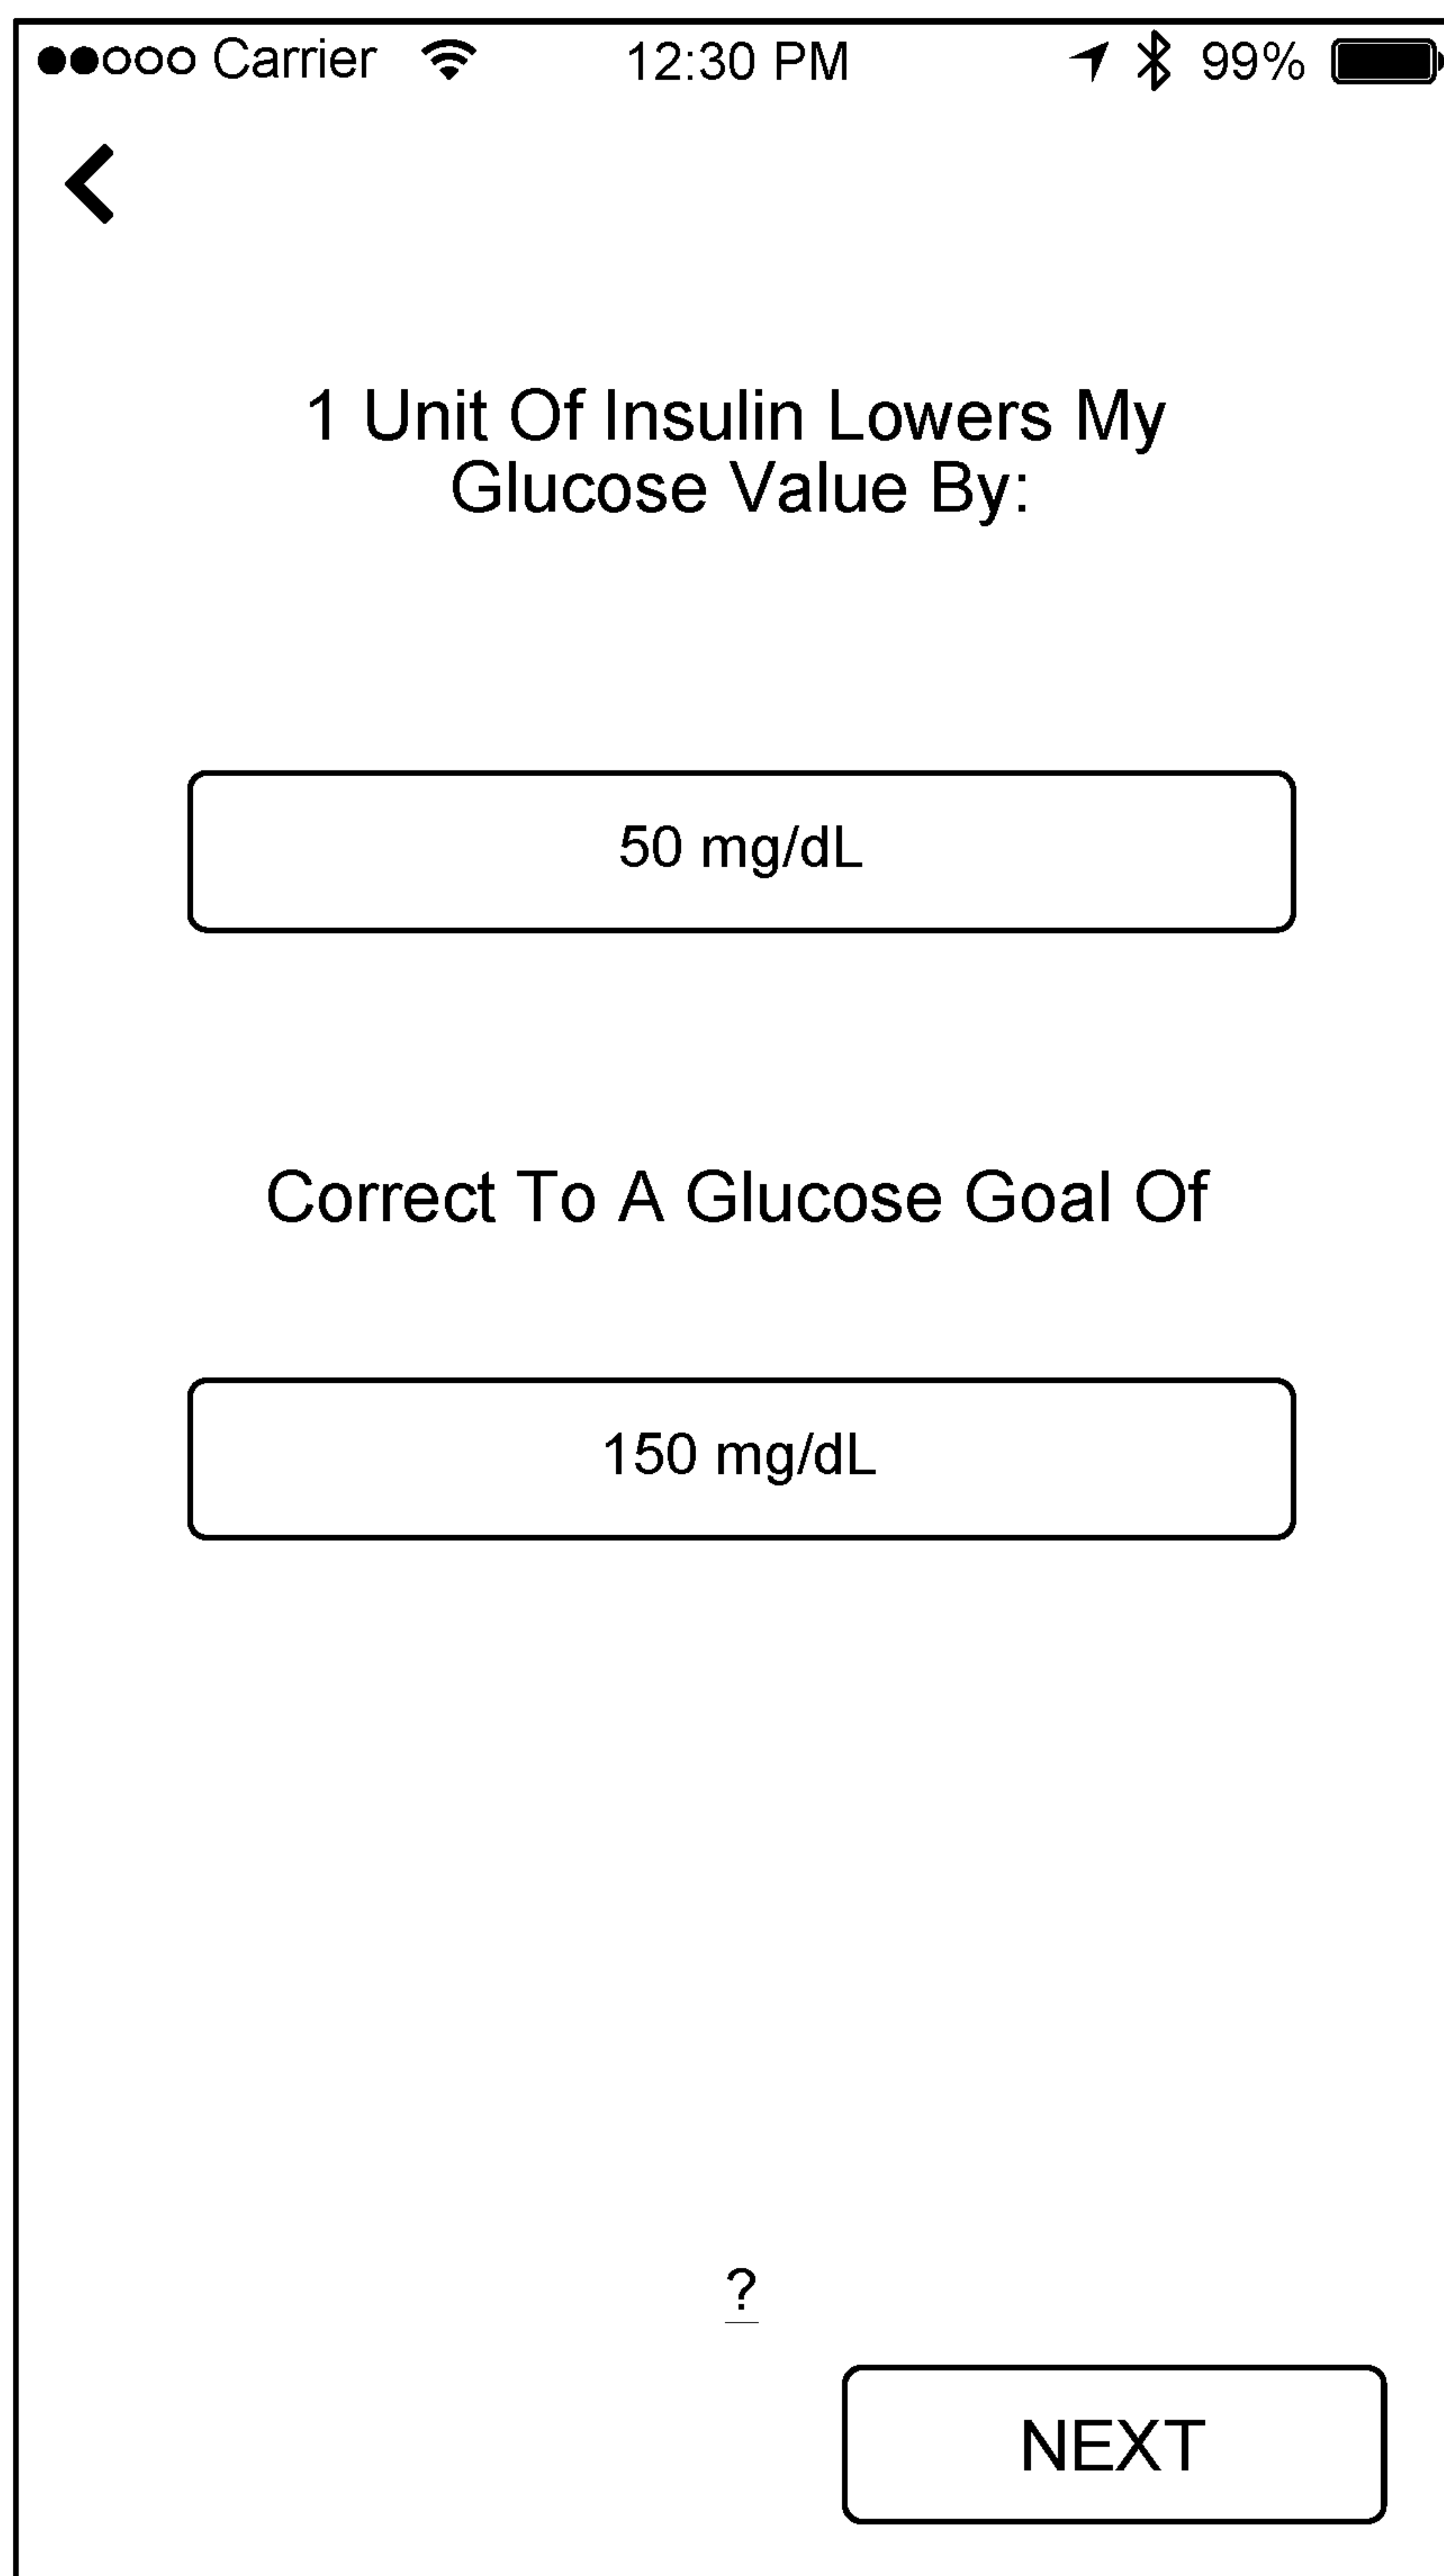 Carrier 12:30 PM 99%
1 Unit Of Insulin Lowers My
Glucose Value By:
50 mg/dL
Correct To A Glucose Goal Of
150 mg/dL
?
NEXT